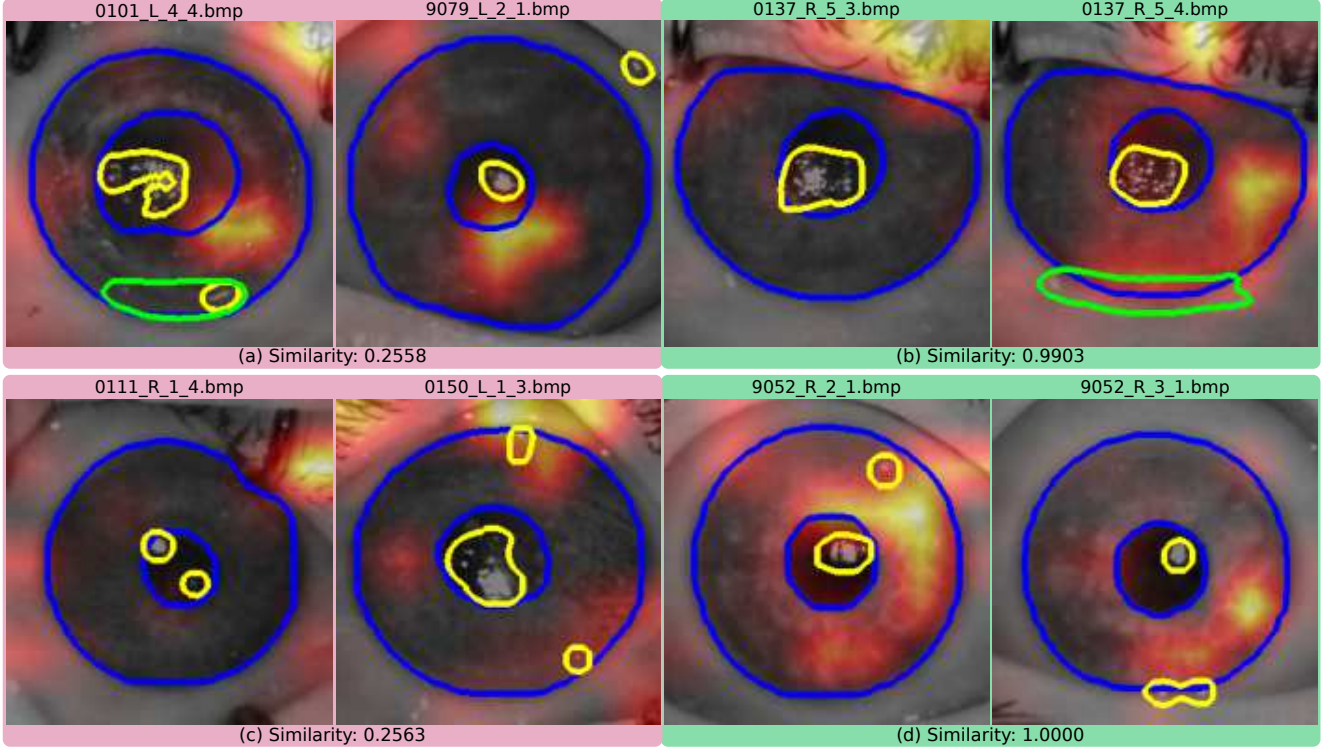 0101_L_4_4.bmp 9079_L_2_1.bmp 0137_R_5_3.bmp 0137_R_5_4.bmp
(a) Similarity: 0.2558 (b) Similarity: 0.9903
0111_R_1_4.bmp 0150_L_1_3.bmp 9052_R_2_1.bmp 9052_R_3_1.bmp
(c) Similarity: 0.2563 (d) Similarity: 1.0000